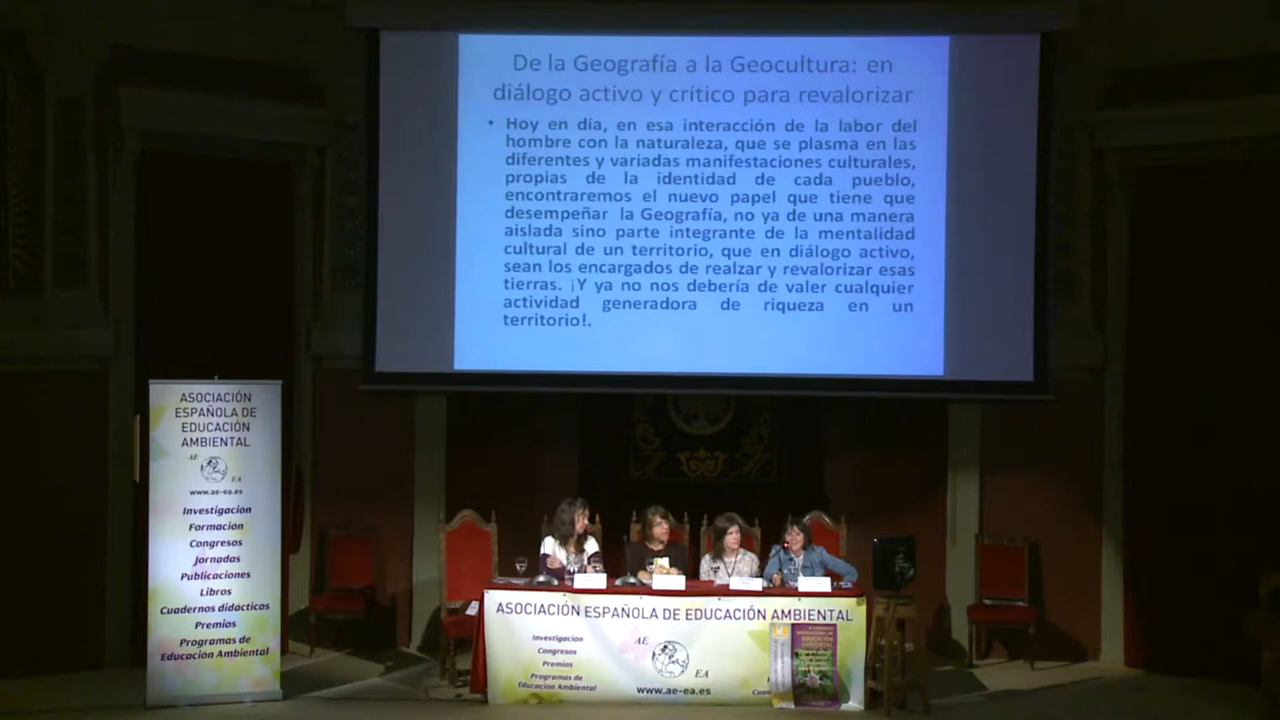 De la Geografía a la Geocultura: en
diálogo activo y crítico para revalorizar
• Hoy en día, en esa interacción de la labor del
hombre con la naturaleza, que se plasma en las
diferentes y variadas manifestaciones culturales,
propias de la identidad de cada pueblo,
encontraremos el nuevo papel que tiene que
desempeñar la Geografía, no ya de una manera
aislada sino parte integrante de la mentalidad
cultural de un territorio, que en diálogo activo,
sean los encargados de realzar y revalorizar esas
tierras. ¡Y ya no nos debería de valer cualquier
actividad generadora de riqueza en un
territorio!.
ASOCIACIÓN
ESPAÑOLA DE
EDUCACIÓN
AMBIENTAL
AE
EA
www.ae-ea.es
Investigacion
Formación
Congresos
Jornadas
Publicaciones
Libros
Cuadernos didácticos
Premios
Programas de
Educación Ambiental
ASOCIACIÓN ESPAÑOLA DE EDUCACIÓN AMBIENTAL
Investigacion
Congresos
Premios
Programas de
Educación Ambiental
AE
EA
www.ae-ea.es
EDUCACIÓN
AMBIENTAL